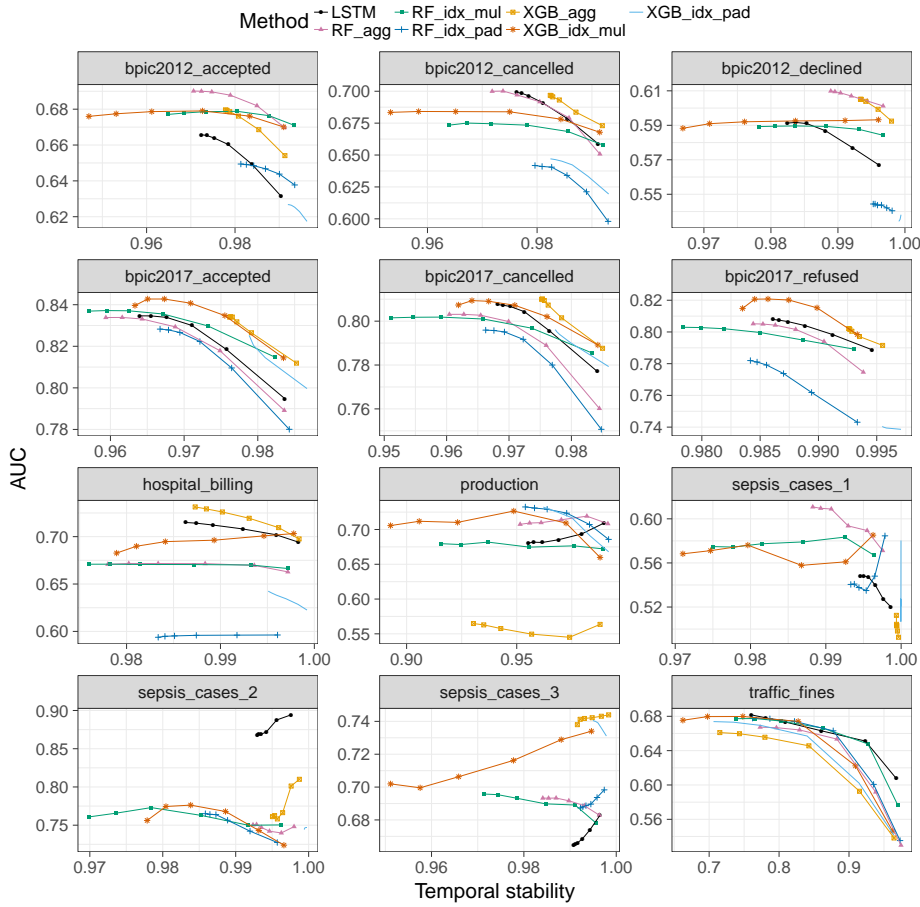 Method LSTM RF_idx_mul XGB_agg XGB_idx_pad
RF_agg RF_idx_pad XGB_idx_mul
bpic2012_accepted bpic2012_cancelled bpic2012_declined
0.68
0.66
0.64
0.62
0.96 0.98
0.700
0.675
0.650
0.625
0.600
0.96 0.98
0.61
0.59
0.57
0.55
0.97 0.98 0.99 1.00
bpic2017_accepted bpic2017_cancelled bpic2017_refused
0.84
0.82
0.80
0.78
0.96 0.97 0.98
0.80
0.78
0.76
0.95 0.96 0.97 0.98
0.82
0.80
0.78
0.76
0.74
0.980 0.985 0.990 0.995
AUC
hospital_billing production sepsis_cases_1
0.70
0.65
0.60
0.98 0.99 1.00
0.70
0.65
0.60
0.55
0.90 0.95
0.60
0.56
0.52
0.97 0.98 0.99 1.00
sepsis_cases_2 sepsis_cases_3 traffic_fines
0.90
0.85
0.80
0.75
0.97 0.98 0.99 1.00
0.74
0.72
0.70
0.68
0.96 0.98 1.00
0.68
0.64
0.60
0.56
0.7 0.8 0.9
Temporal stability